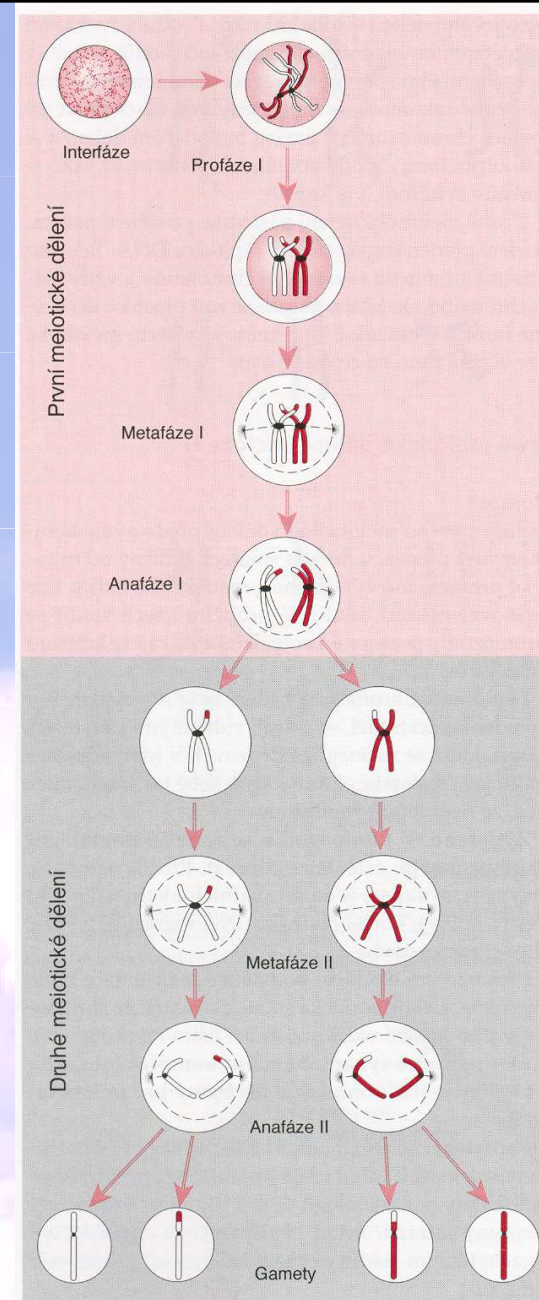 Interfáze
Profáze I
První meiotické dělení
Metafáze I
Anafáze I
Druhé meiotické dělení
Metafáze II
Anafáze II
Gamety